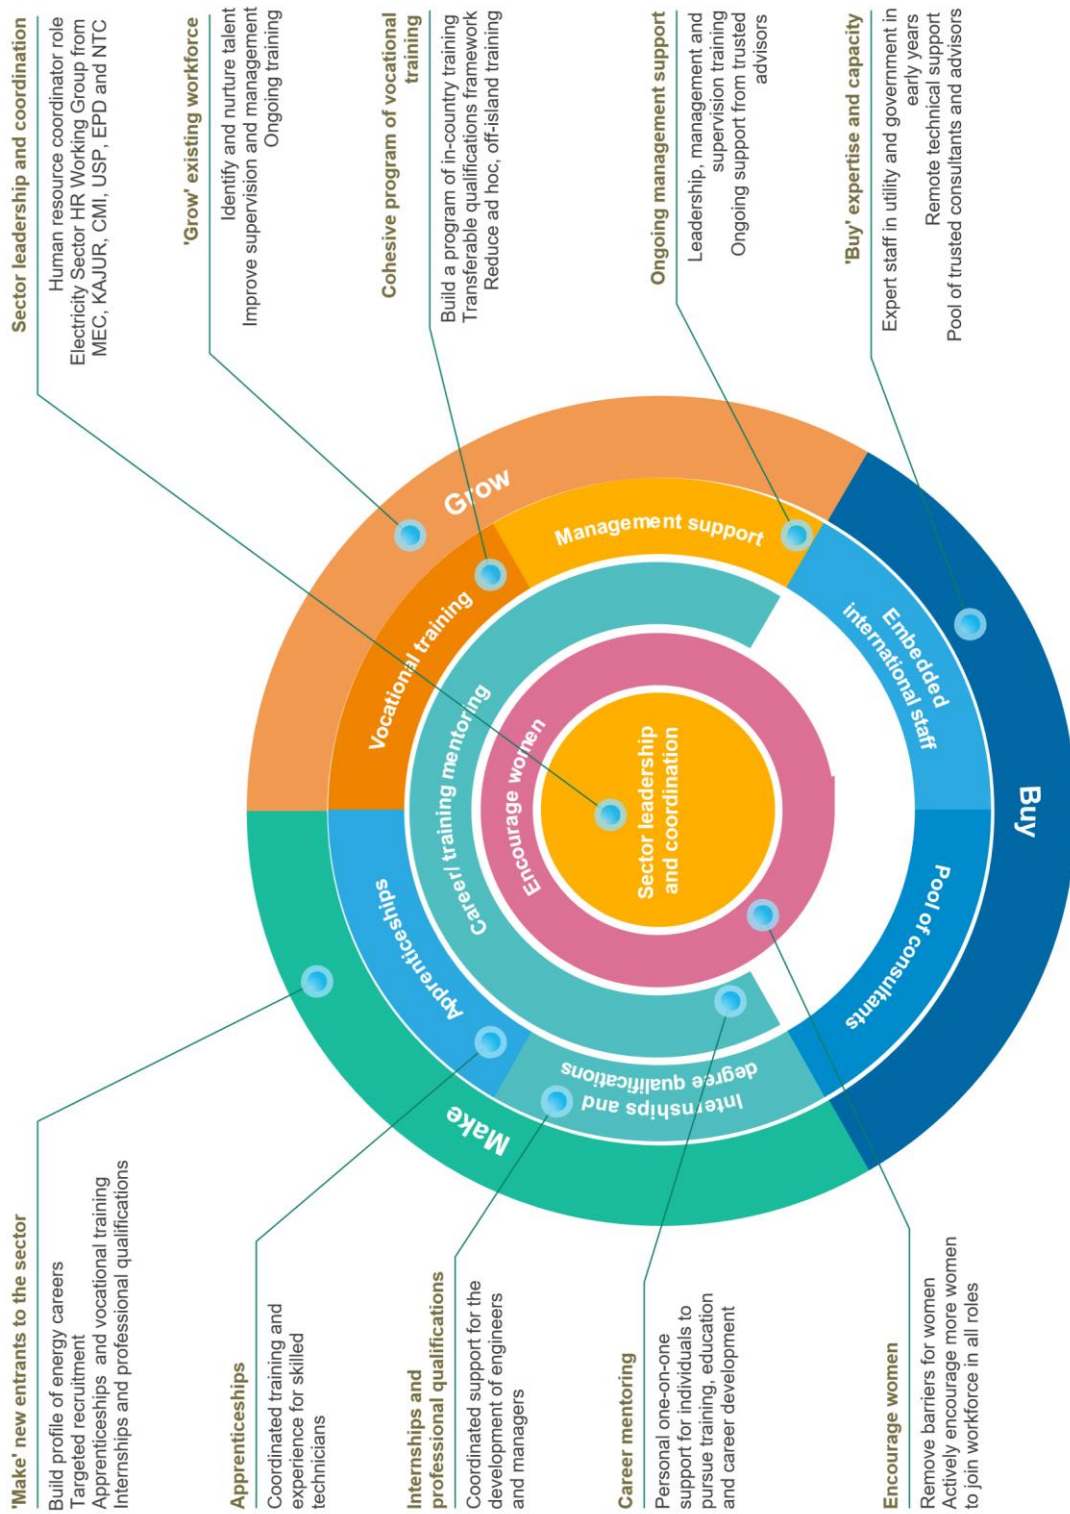 'Make' new entrants to the sector
Build profile of energy careers
Targeted recruitment
Apprenticeships and vocational training
Internships and professional qualifications
Apprenticeships
Coordinated training and
experience for skilled
technicians
Internships and
professional qualifications
Coordinated support for the
development of engineers
and managers
Career mentoring
Personal one-on-one
support for individuals to
pursue training, education
and career development
Encourage women
Remove barriers for women
Actively encourage more women
to join workforce in all roles
Make
Grow
Buy
Apprenticeships
Vocational training
Internships and
degree qualifications
Management support
Pool of consultants
Embedded
international staff
Career/ training mentoring
Encourage women
Sector leadership
and coordination
Sector leadership and coordination
Human resource coordinator role
Electricity Sector HR Working Group from
MEC, KAJUR, CMI, USP, EPD and NTC
'Grow' existing workforce
Identify and nurture talent
Improve supervision and management
Ongoing training
Cohesive program of vocational
training
Build a program of in-country training
Transferable qualifications framework
Reduce ad hoc, off-island training
Ongoing management support
Leadership, management and
supervision training
Ongoing support from trusted
advisors
'Buy' expertise and capacity
Expert staff in utility and government in
early years
Remote technical support
Pool of trusted consultants and advisors